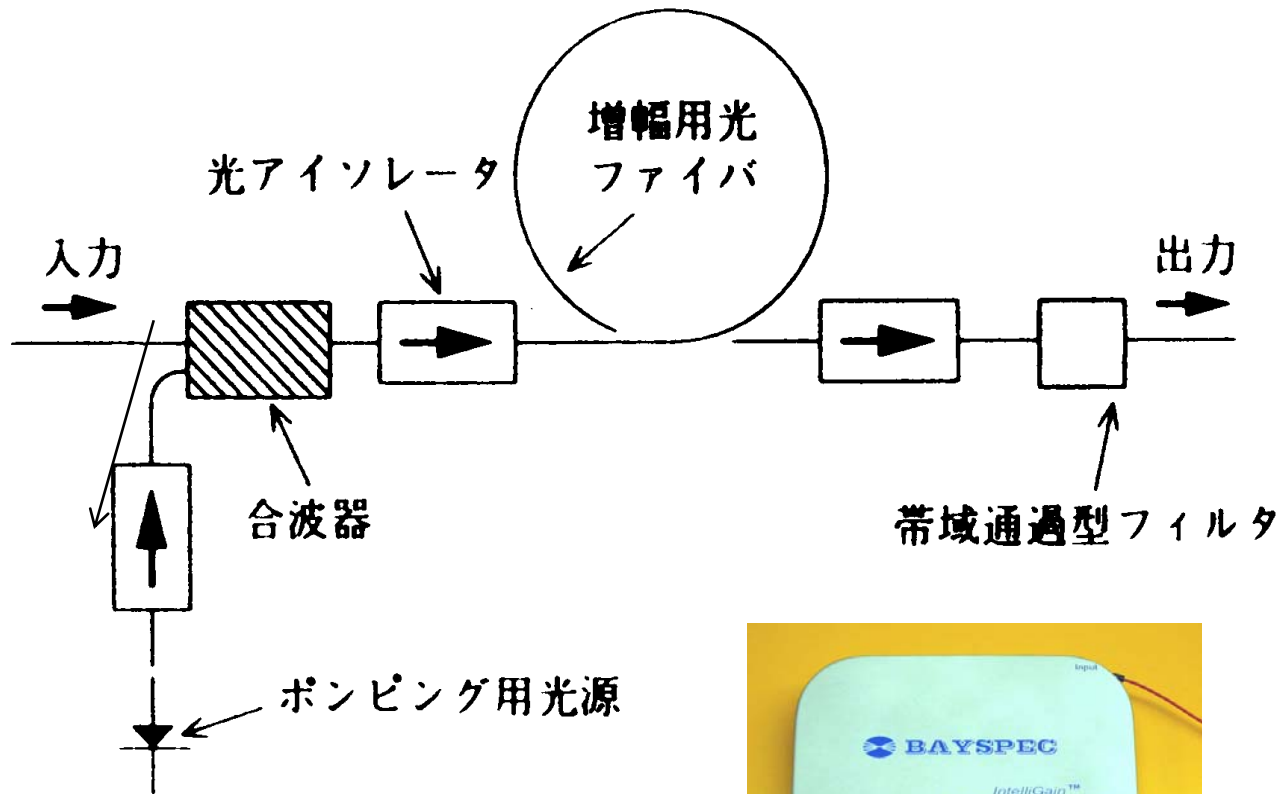 増幅用光
ファイバ
光アイソレータ
入力
出力
合波器
帯域通過型フィルタ
ポンピング用光源
Input
BAYSPEC
IntelliGain™